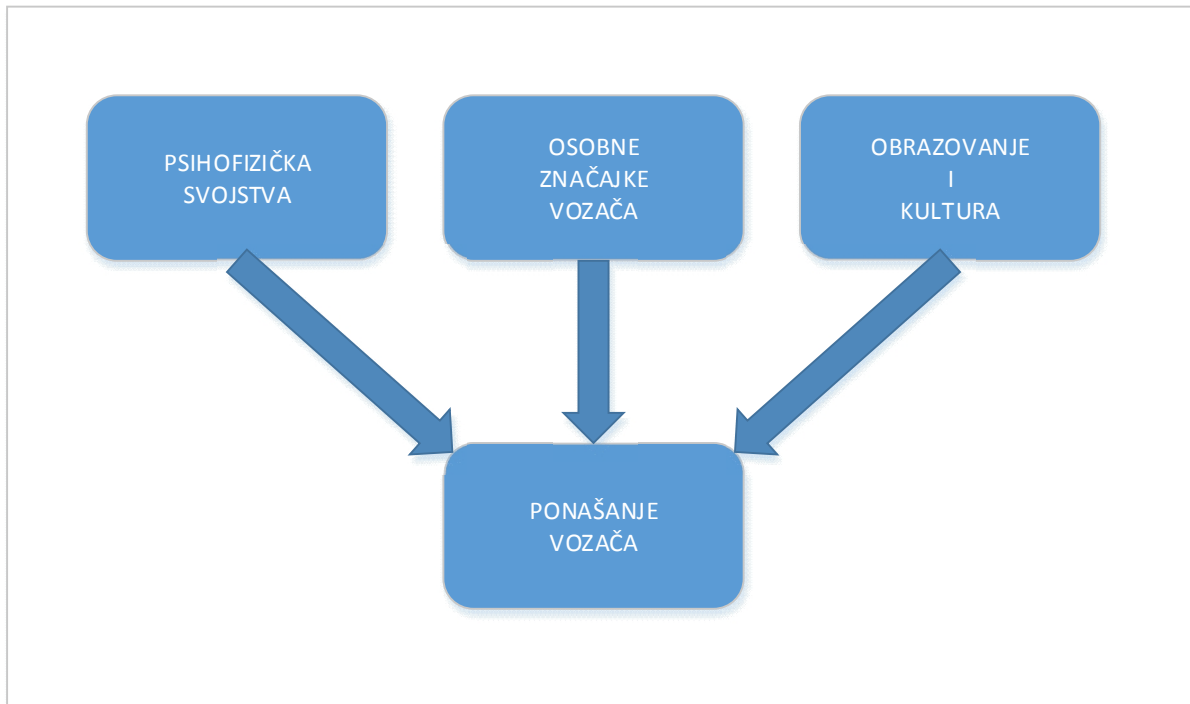 PSIHOFIZIČKA
SVOJSTVA
OSOBNE
ZNAČAJKE
VOZAČA
OBRAZOVANJE
I
KULTURA
PONAŠANJE
VOZAČA